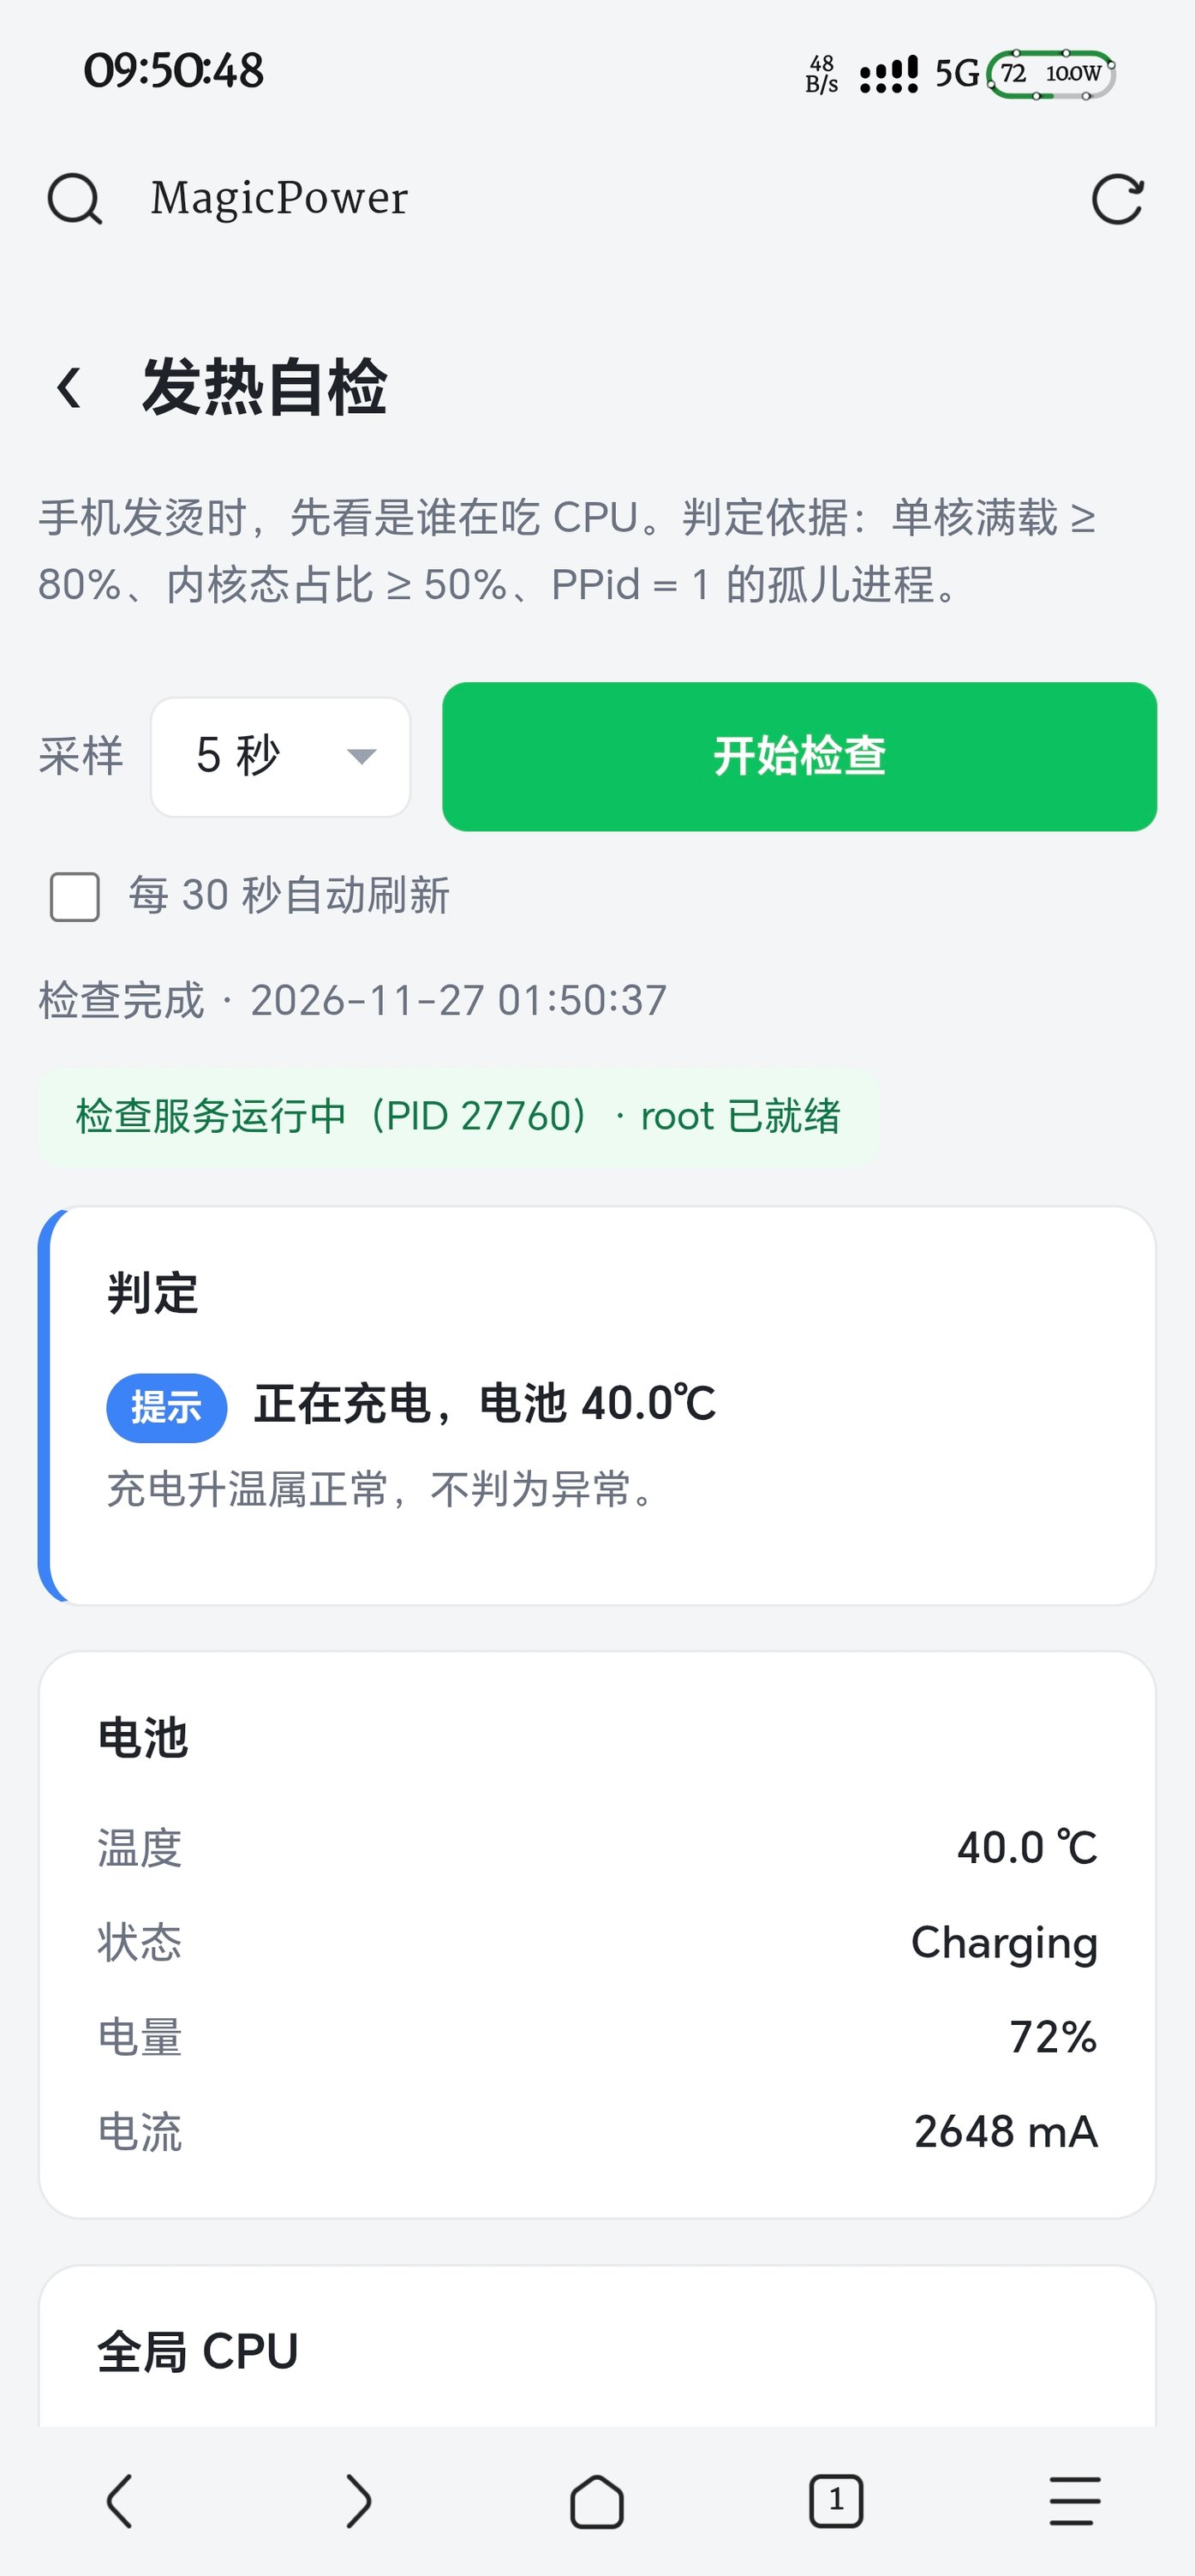 09:50:48
48
B/s
5G
72 10.0W
MagicPower
发热自检
手机发烫时，先看是谁在吃 CPU。判定依据：单核满载 ≥
80%、内核态占比 ≥ 50%、PPid = 1 的孤儿进程。
采样
5 秒
开始检查
每 30 秒自动刷新
检查完成 · 2026-11-27 01:50:37
检查服务运行中（PID 27760）· root 已就绪
判定
提示 正在充电，电池 40.0℃
充电升温属正常，不判为异常。
电池
温度 40.0 ℃
状态 Charging
电量 72%
电流 2648 mA
全局 CPU
1